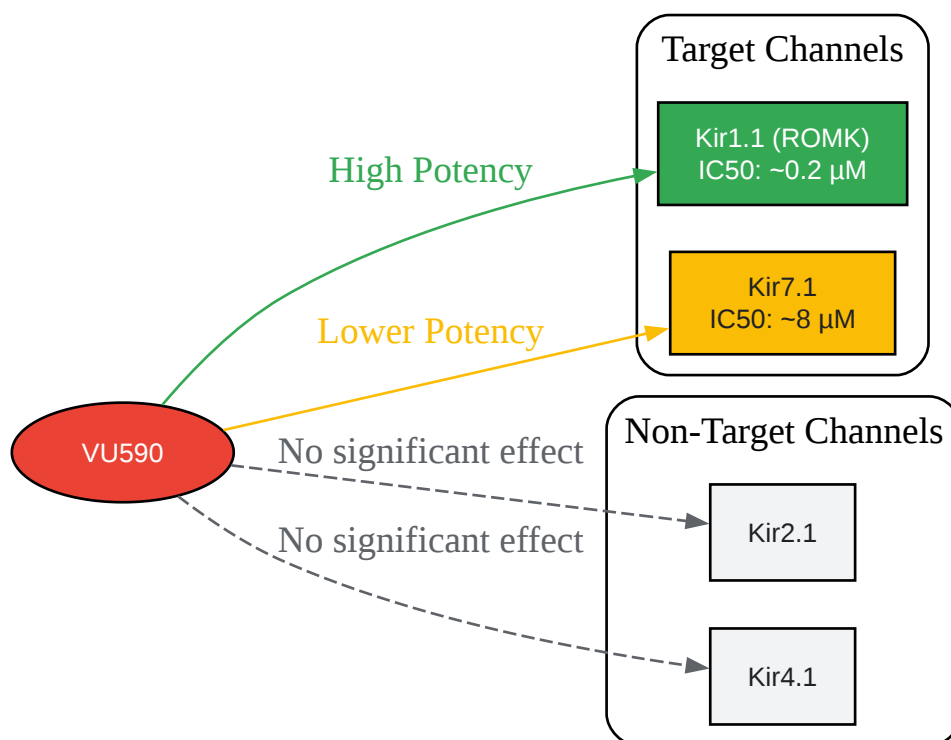 Target Channels
Kir1.1 (ROMK)
IC50: ~0.2 µM
High Potency
Kir7.1
IC50: ~8 µM
Lower Potency
VU590
Non-Target Channels
No significant effect
Kir2.1
No significant effect
Kir4.1